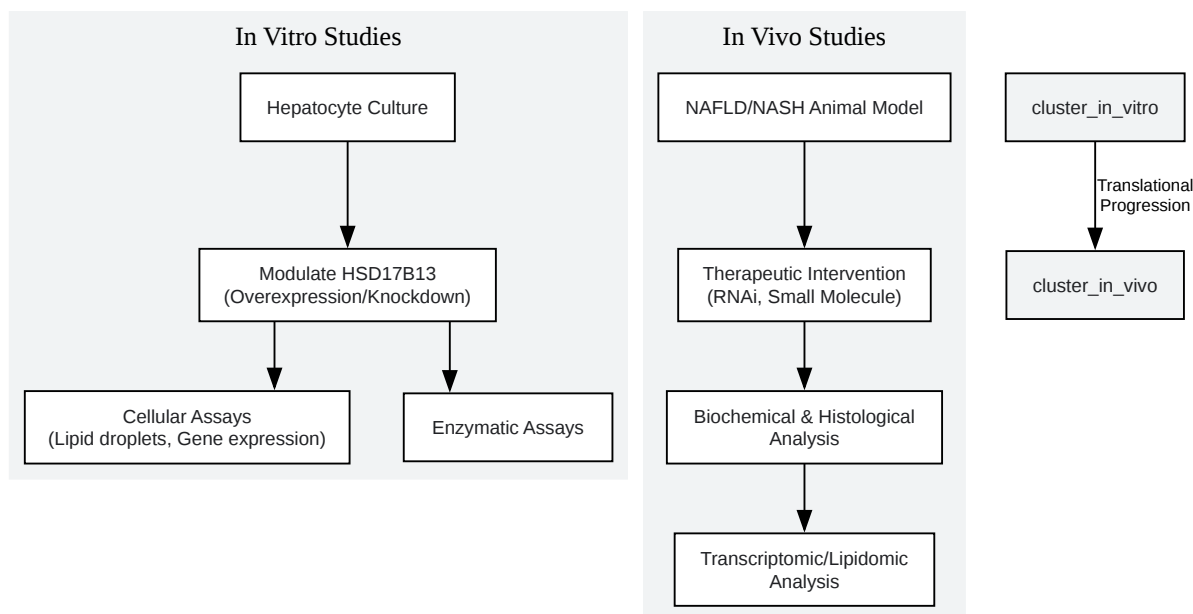 In Vitro Studies
Hepatocyte Culture
Modulate HSD17B13
(Overexpression/Knockdown)
Cellular Assays
(Lipid droplets, Gene expression)
Enzymatic Assays
In Vivo Studies
NAFLD/NASH Animal Model
Therapeutic Intervention
(RNAi, Small Molecule)
Biochemical & Histological
Analysis
Transcriptomic/Lipidomic
Analysis
cluster_in_vitro
Translational
Progression
cluster_in_vivo